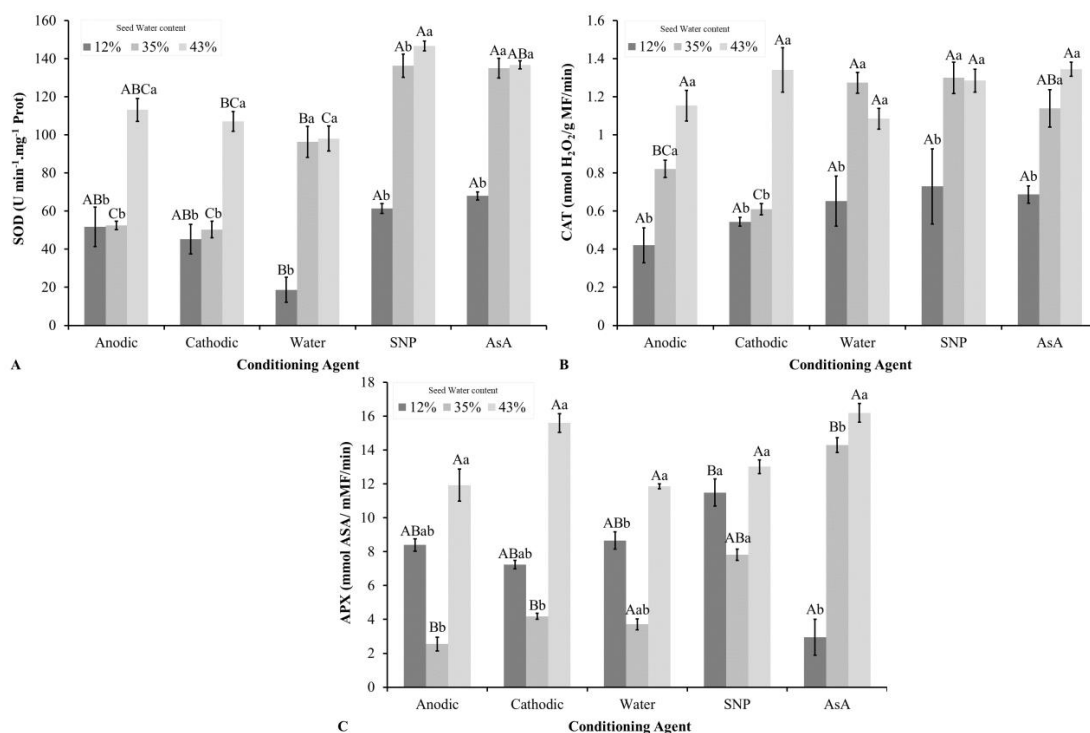 160
140
120
100
80
60
40
20
0
SOD (U min⁻¹.mg⁻¹ Prot)
Seed Water content
12% 35% 43%
ABb Cb ABCa
ABb Cb BCa
Bb Ba Ca
Ab Ab Aa
Ab Aa ABa
Anodic Cathodic Water SNP AsA
A Conditioning Agent
1.6
1.4
1.2
1
0.8
0.6
0.4
0.2
0
CAT (nmol H₂O₂/g MF/min)
Seed Water content
12% 35% 43%
Ab BCa Aa
Ab Cb Aa
Ab Aa Aa
Ab Aa Aa
Ab ABa Aa
Anodic Cathodic Water SNP AsA
B Conditioning Agent
18
16
14
12
10
8
6
4
2
0
APX (mmol ASA/ mMF/min)
Seed Water content
12% 35% 43%
ABab Bb Aa
ABab Bb Aa
ABb Aab Aa
Ba ABa Aa
Ab Bb Aa
Anodic Cathodic Water SNP AsA
C Conditioning Agent